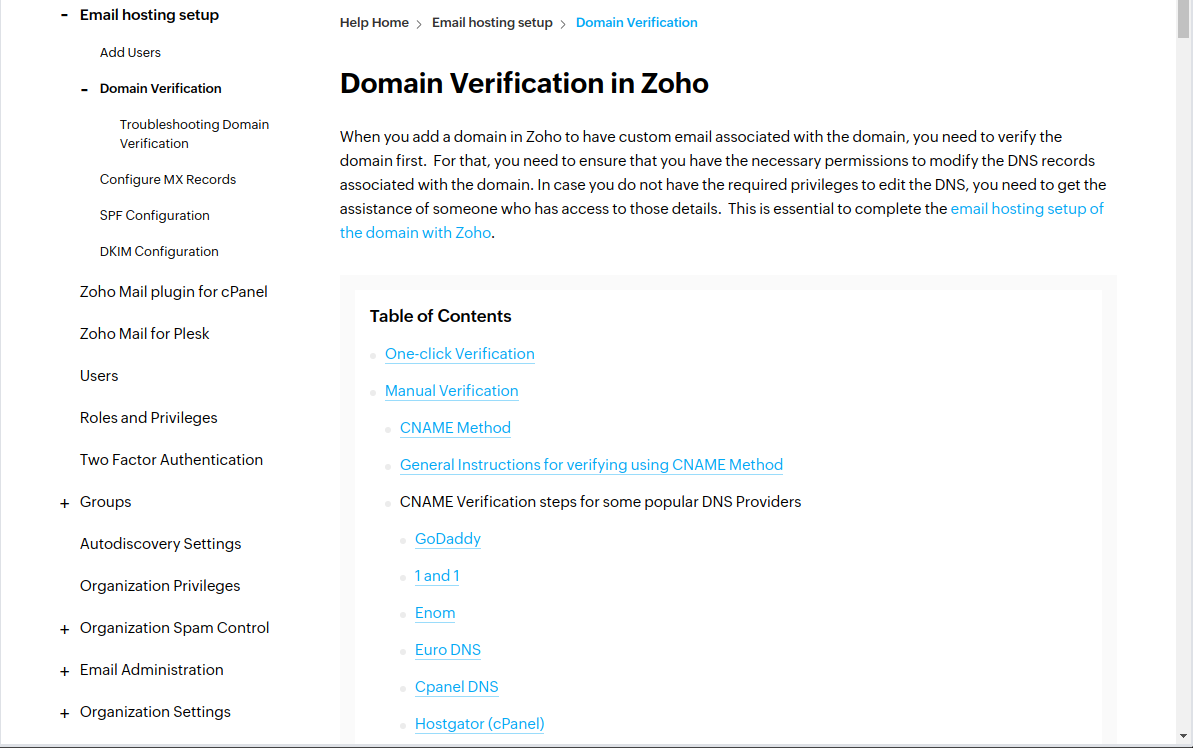 - Email hosting setup
Add Users
- Domain Verification
Troubleshooting Domain
Verification
Configure MX Records
SPF Configuration
DKIM Configuration
Zoho Mail plugin for cPanel
Zoho Mail for Plesk
Users
Roles and Privileges
Two Factor Authentication
+ Groups
Autodiscovery Settings
Organization Privileges
+ Organization Spam Control
+ Email Administration
+ Organization Settings
Help Home > Email hosting setup > Domain Verification
Domain Verification in Zoho
When you add a domain in Zoho to have custom email associated with the domain, you need to verify the
domain first. For that, you need to ensure that you have the necessary permissions to modify the DNS records
associated with the domain. In case you do not have the required privileges to edit the DNS, you need to get the
assistance of someone who has access to those details. This is essential to complete the email hosting setup of
the domain with Zoho.
Table of Contents
One-click Verification
Manual Verification
CNAME Method
General Instructions for verifying using CNAME Method
CNAME Verification steps for some popular DNS Providers
GoDaddy
1 and 1
Enom
Euro DNS
Cpanel DNS
Hostgator (cPanel)